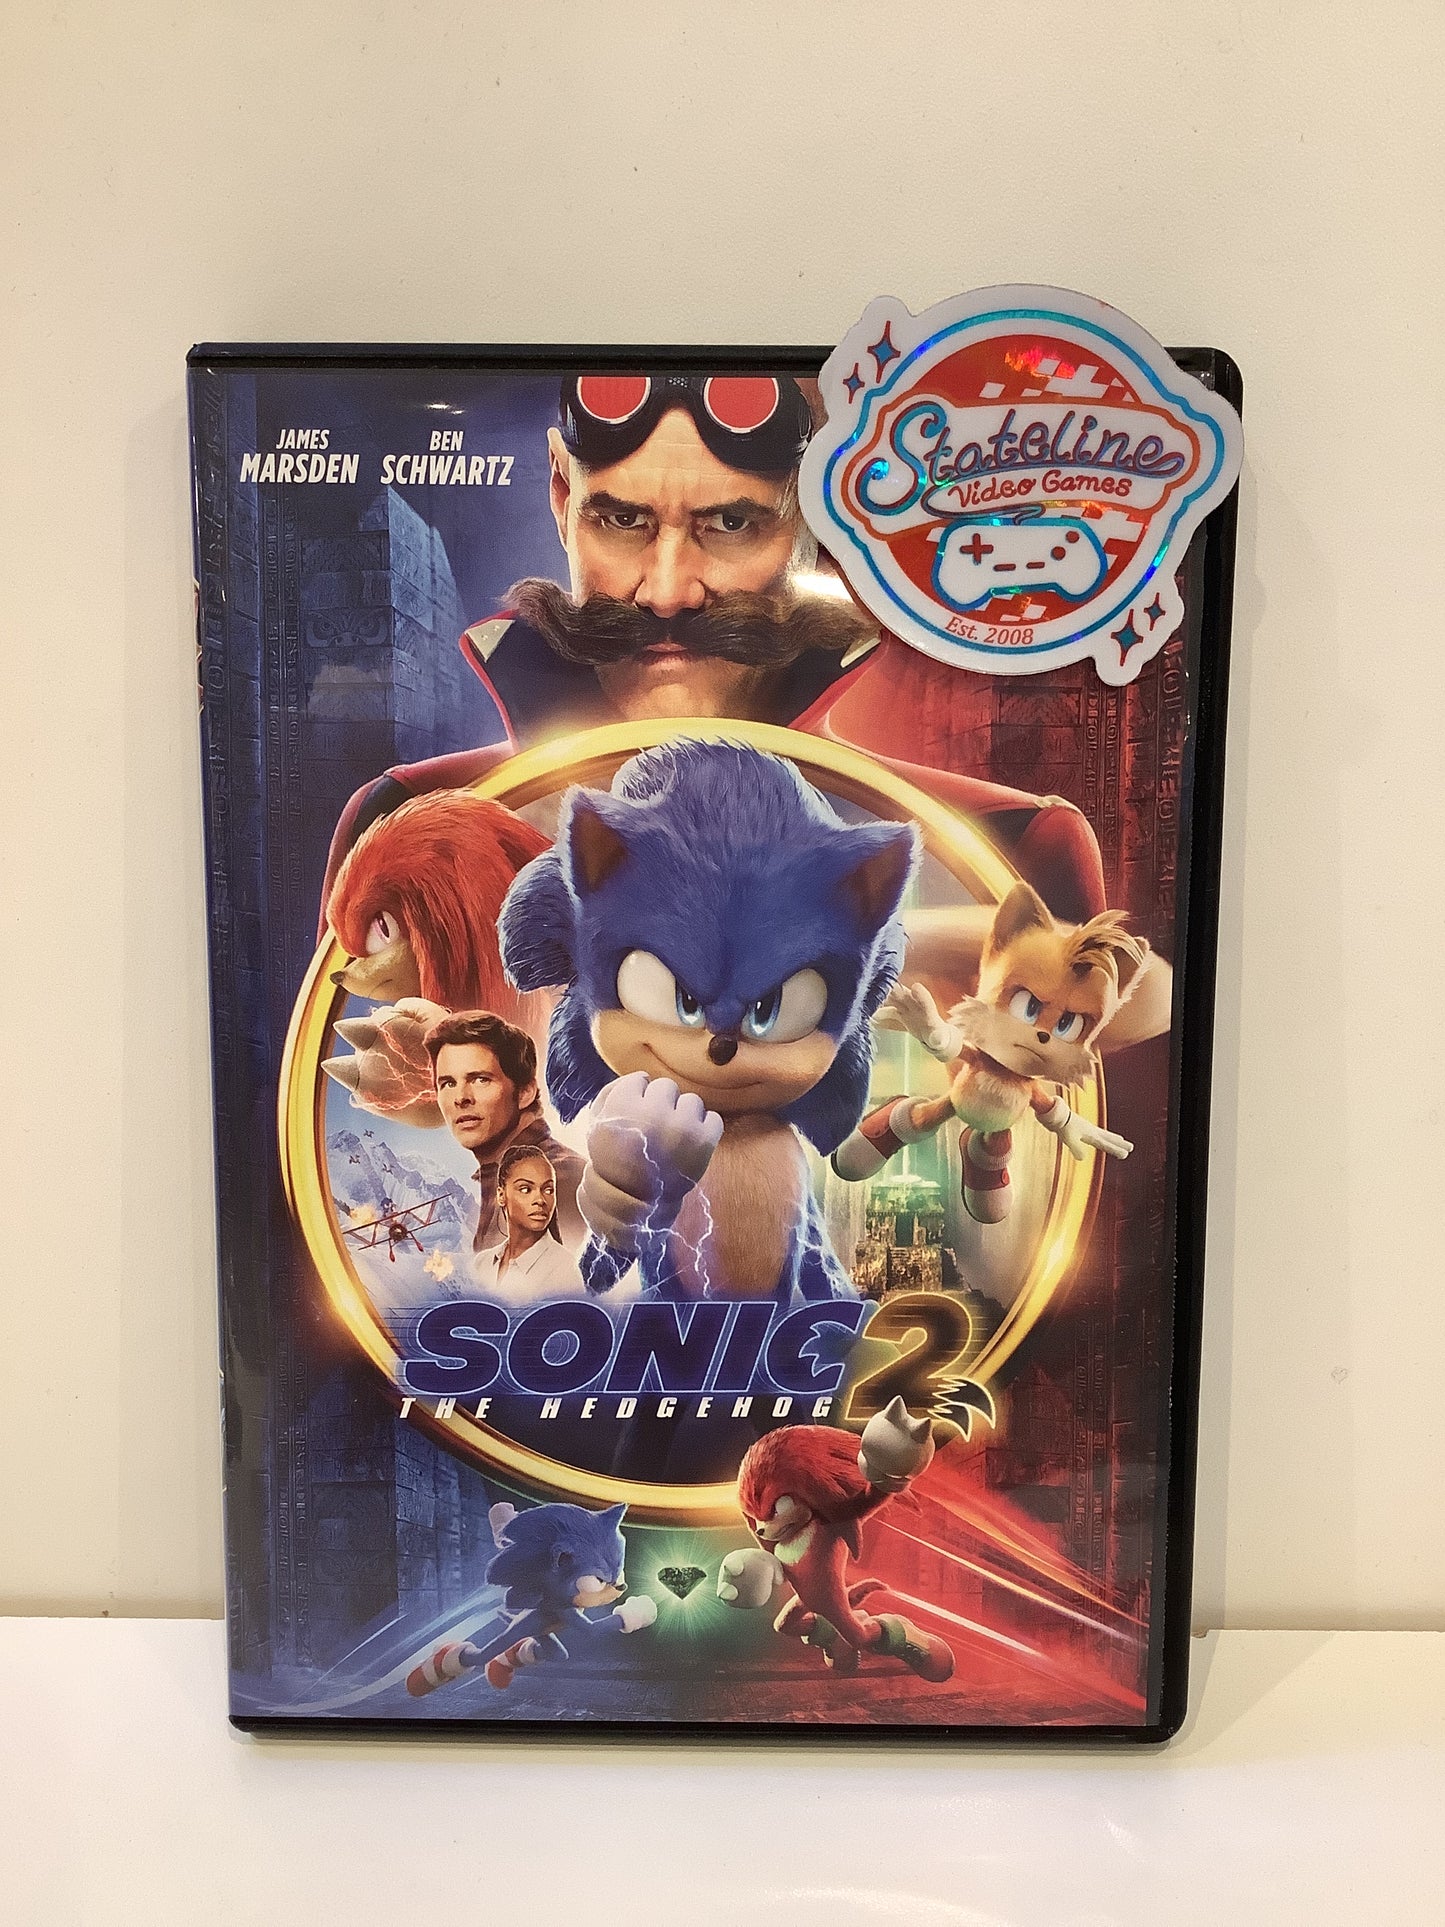 JAMES
MARSDEN
BEN
SCHWARTZ
Stateline
Video Games
Est. 2008
SONIC 2
THE HEDGEHOG